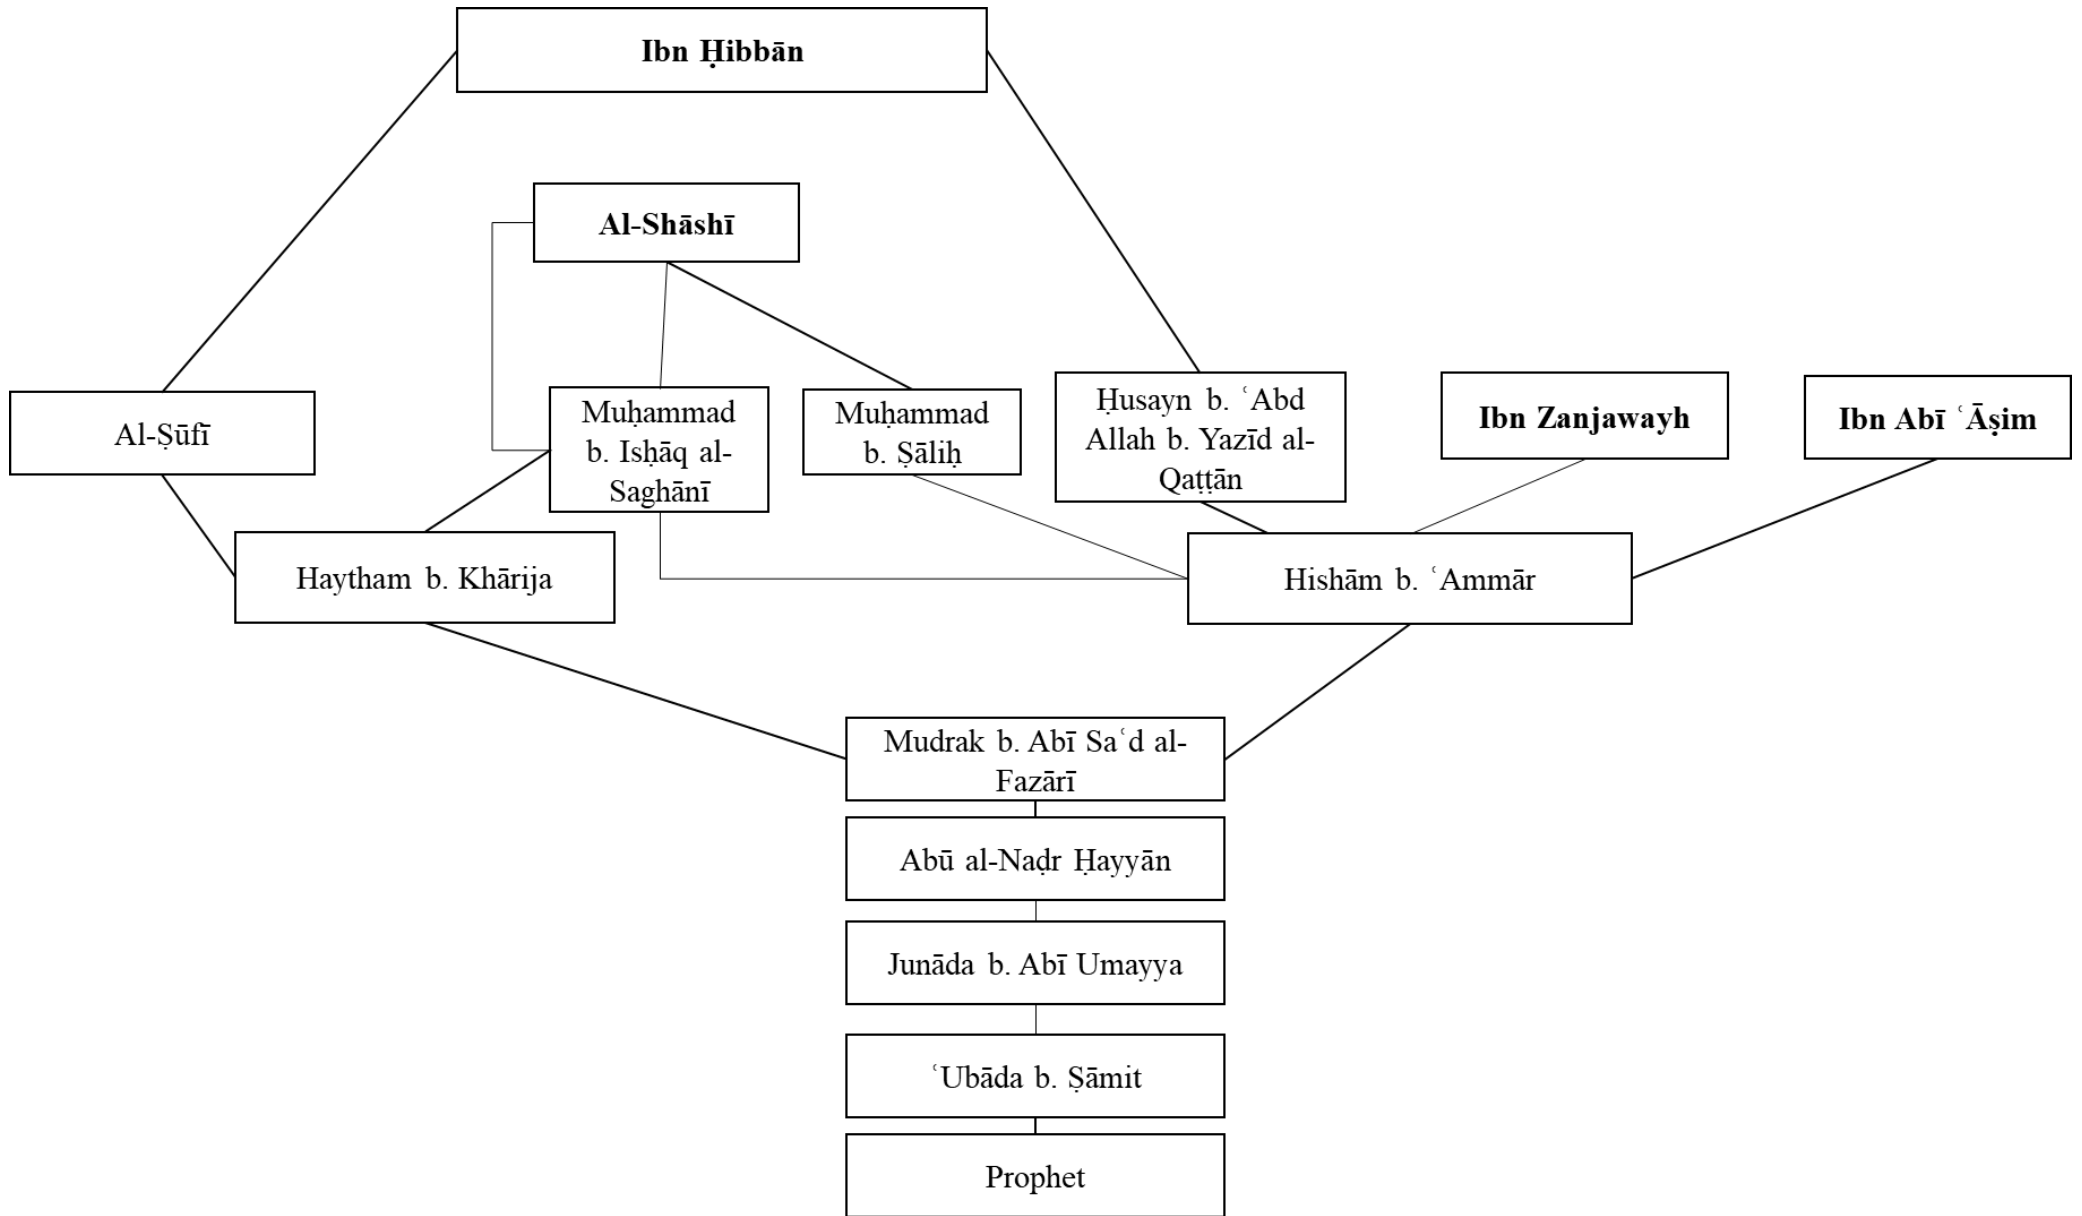 Ibn Ḥibbān
Al-Shāshī
Al-Ṣūfī
Muḥammad
b. Isḥāq al-
Saghānī
Muḥammad
b. Ṣāliḥ
Ḥusayn b. ʿAbd
Allah b. Yazīd al-
Qaṭṭān
Ibn Zanjawayh
Ibn Abī ʿĀṣim
Haytham b. Khārija
Hishām b. ʿAmmār
Mudrak b. Abī Saʿd al-
Fazārī
Abū al-Naḍr Ḥayyān
Junāda b. Abī Umayya
ʿUbāda b. Ṣāmit
Prophet